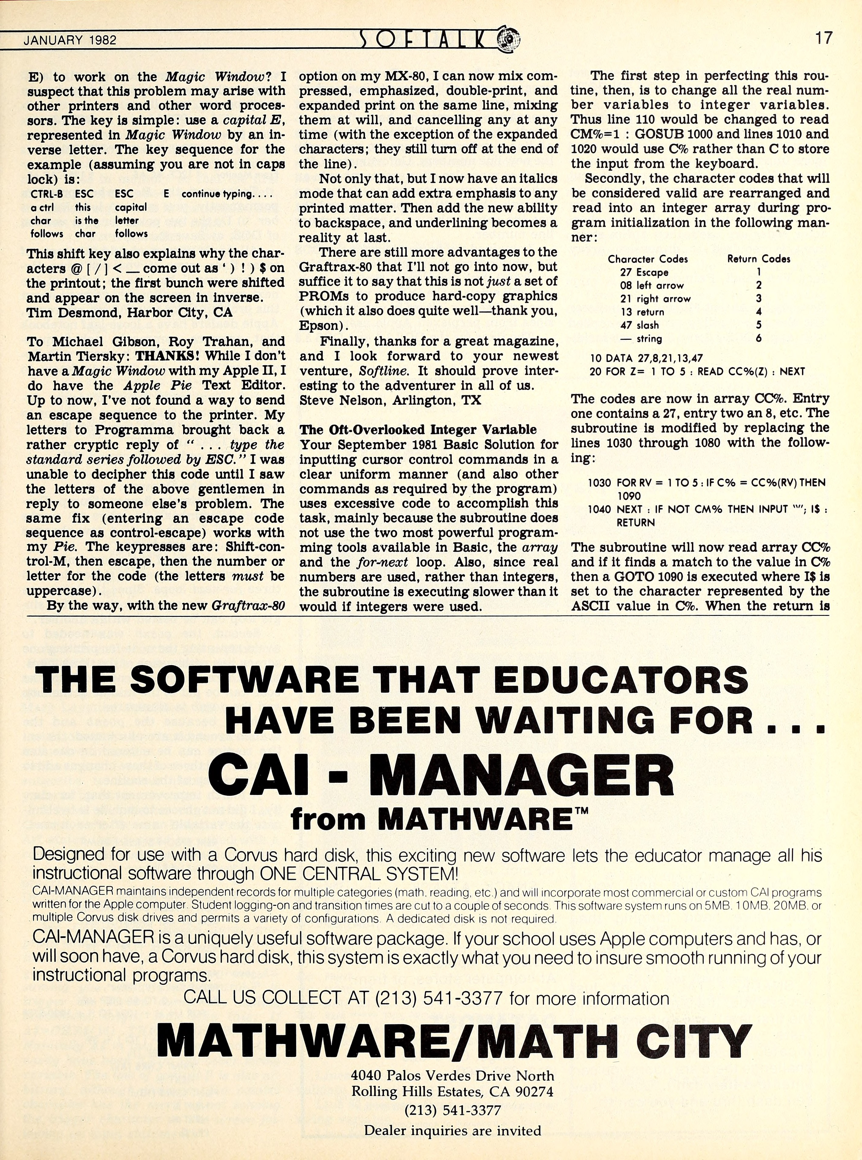 JANUARY 1982
SOFTALK
17
E) to work on the Magic Window? I
suspect that this problem may arise with
other printers and other word proces-
sors. The key is simple: use a capital E,
represented in Magic Window by an in-
verse letter. The key sequence for the
example (assuming you are not in caps
lock) is:
CTRL-B ESC ESC E continue typing. . . .
a ctrl this capital
char is the letter
follows char follows
This shift key also explains why the char-
acters @ [ / ] < _ come out as ' ) ! ) $ on
the printout; the first bunch were shifted
and appear on the screen in inverse.
Tim Desmond, Harbor City, CA
To Michael Gibson, Roy Trahan, and
Martin Tiersky: THANKS! While I don't
have a Magic Window with my Apple II, I
do have the Apple Pie Text Editor.
Up to now, I've not found a way to send
an escape sequence to the printer. My
letters to Programma brought back a
rather cryptic reply of " . . . type the
standard series followed by ESC." I was
unable to decipher this code until I saw
the letters of the above gentlemen in
reply to someone else's problem. The
same fix (entering an escape code
sequence as control-escape) works with
my Pie. The keypresses are: Shift-con-
trol-M, then escape, then the number or
letter for the code (the letters must be
uppercase).
By the way, with the new Graftrax-80
option on my MX-80, I can now mix com-
pressed, emphasized, double-print, and
expanded print on the same line, mixing
them at will, and cancelling any at any
time (with the exception of the expanded
characters; they still turn off at the end of
the line).
Not only that, but I now have an italics
mode that can add extra emphasis to any
printed matter. Then add the new ability
to backspace, and underlining becomes a
reality at last.
There are still more advantages to the
Graftrax-80 that I'll not go into now, but
suffice it to say that this is not just a set of
PROMs to produce hard-copy graphics
(which it also does quite well—thank you,
Epson).
Finally, thanks for a great magazine,
and I look forward to your newest
venture, Softline. It should prove inter-
esting to the adventurer in all of us.
Steve Nelson, Arlington, TX
The Oft-Overlooked Integer Variable
Your September 1981 Basic Solution for
inputting cursor control commands in a
clear uniform manner (and also other
commands as required by the program)
uses excessive code to accomplish this
task, mainly because the subroutine does
not use the two most powerful program-
ming tools available in Basic, the array
and the for-next loop. Also, since real
numbers are used, rather than integers,
the subroutine is executing slower than it
would if integers were used.
The first step in perfecting this rou-
tine, then, is to change all the real num-
ber variables to integer variables.
Thus line 110 would be changed to read
CM%=1 : GOSUB 1000 and lines 1010 and
1020 would use C% rather than C to store
the input from the keyboard.
Secondly, the character codes that will
be considered valid are rearranged and
read into an integer array during pro-
gram initialization in the following man-
ner:
Character Codes Return Codes
27 Escape 1
08 left arrow 2
21 right arrow 3
13 return 4
47 slash 5
— string 6
10 DATA 27,8,21,13,47
20 FOR Z= 1 TO 5 : READ CC%(Z) : NEXT
The codes are now in array CC%. Entry
one contains a 27, entry two an 8, etc. The
subroutine is modified by replacing the
lines 1030 through 1080 with the follow-
ing:
1030 FOR RV = 1 TO 5 : IF C% = CC%(RV) THEN
1090
1040 NEXT : IF NOT CM% THEN INPUT ""; I$ :
RETURN
The subroutine will now read array CC%
and if it finds a match to the value in C%
then a GOTO 1090 is executed where I$ is
set to the character represented by the
ASCII value in C%. When the return is
THE SOFTWARE THAT EDUCATORS
HAVE BEEN WAITING FOR . . .
CAI - MANAGER
from MATHWARE™
Designed for use with a Corvus hard disk, this exciting new software lets the educator manage all his
instructional software through ONE CENTRAL SYSTEM!
CAI-MANAGER maintains independent records for multiple categories (math, reading, etc.) and will incorporate most commercial or custom CAI programs
written for the Apple computer. Student logging-on and transition times are cut to a couple of seconds. This software system runs on 5MB, 10MB, 20MB, or
multiple Corvus disk drives and permits a variety of configurations. A dedicated disk is not required.
CAI-MANAGER is a uniquely useful software package. If your school uses Apple computers and has, or
will soon have, a Corvus hard disk, this system is exactly what you need to insure smooth running of your
instructional programs.
CALL US COLLECT AT (213) 541-3377 for more information
MATHWARE/MATH CITY
4040 Palos Verdes Drive North
Rolling Hills Estates, CA 90274
(213) 541-3377
Dealer inquiries are invited